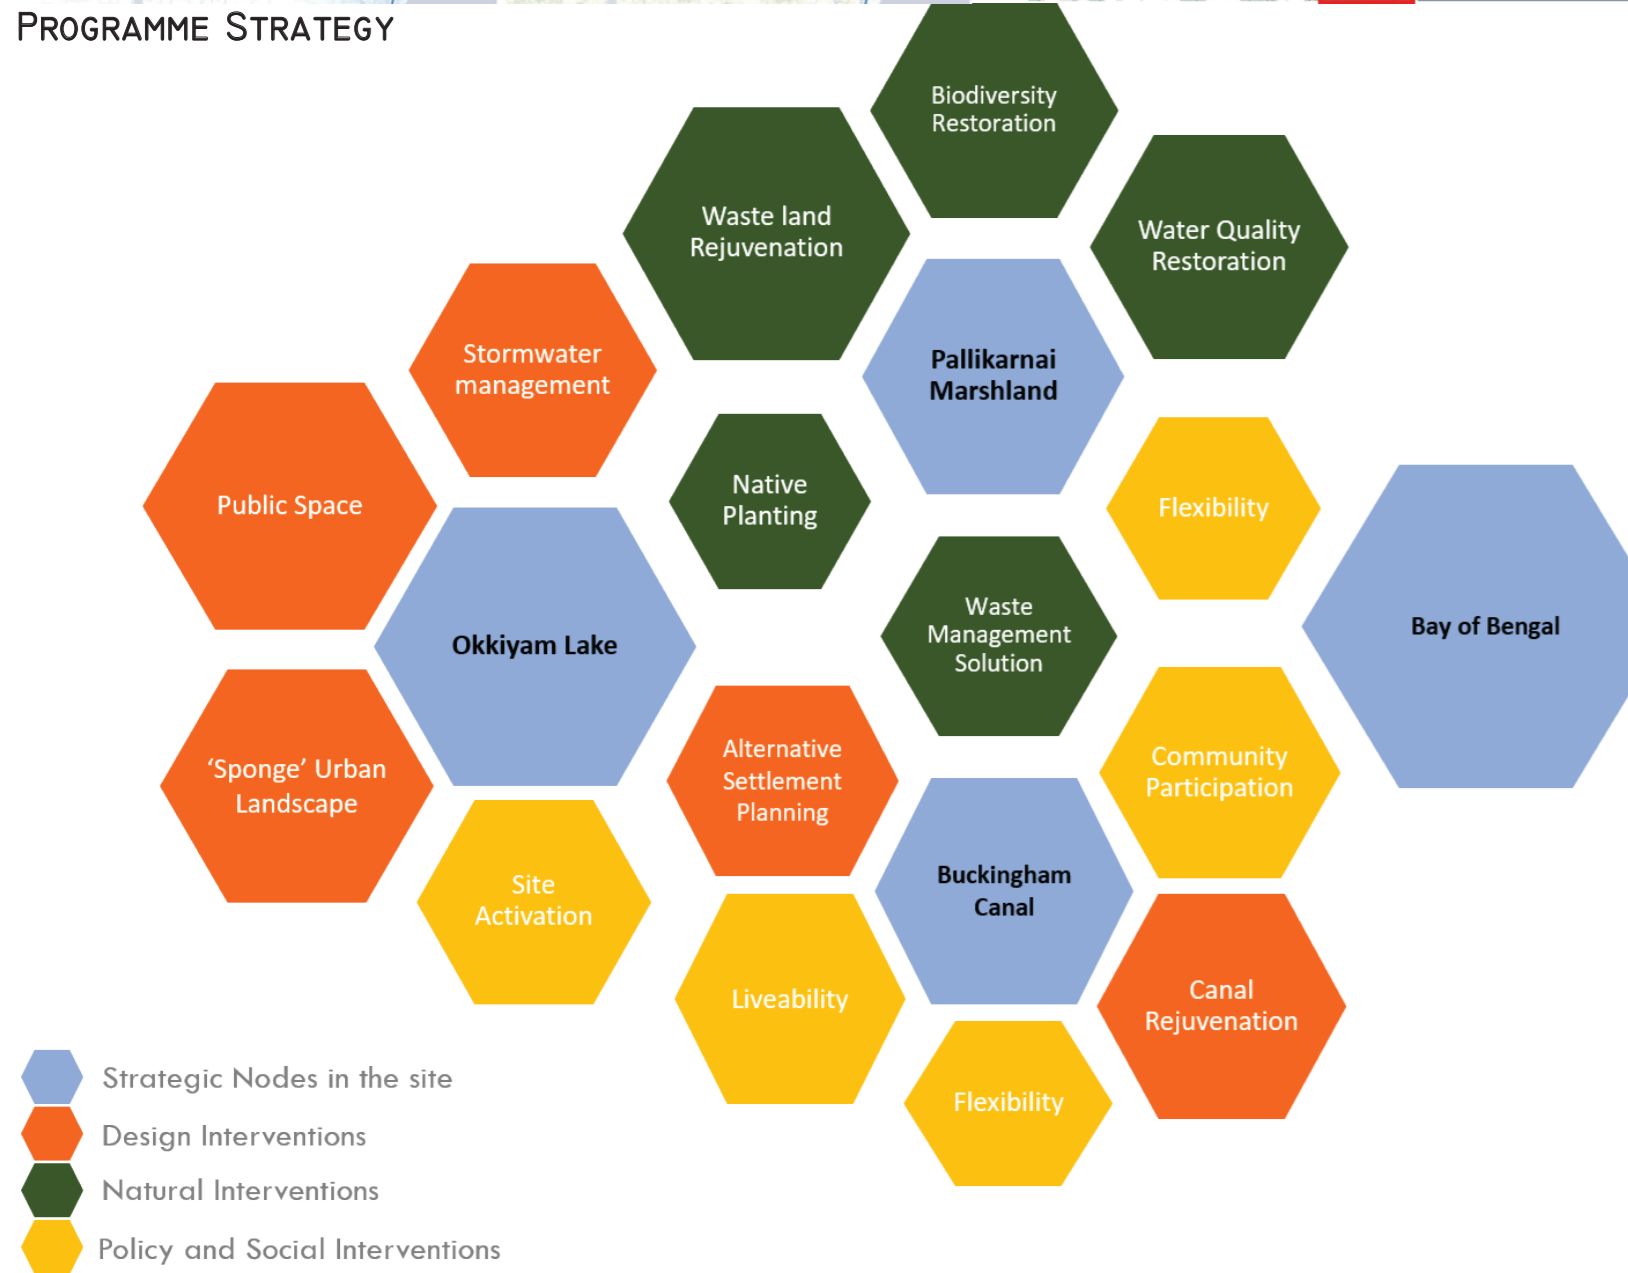 PROGRAMME STRATEGY
Biodiversity
Restoration
Waste land
Rejuvenation
Water Quality
Restoration
Stormwater
management
Pallikarnai
Marshland
Public Space
Native
Planting
Flexibility
Okkiyam Lake
Waste
Management
Solution
Bay of Bengal
‘Sponge’ Urban
Landscape
Alternative
Settlement
Planning
Community
Participation
Site
Activation
Buckingham
Canal
Liveability
Canal
Rejuvenation
Flexibility
Strategic Nodes in the site
Design Interventions
Natural Interventions
Policy and Social Interventions